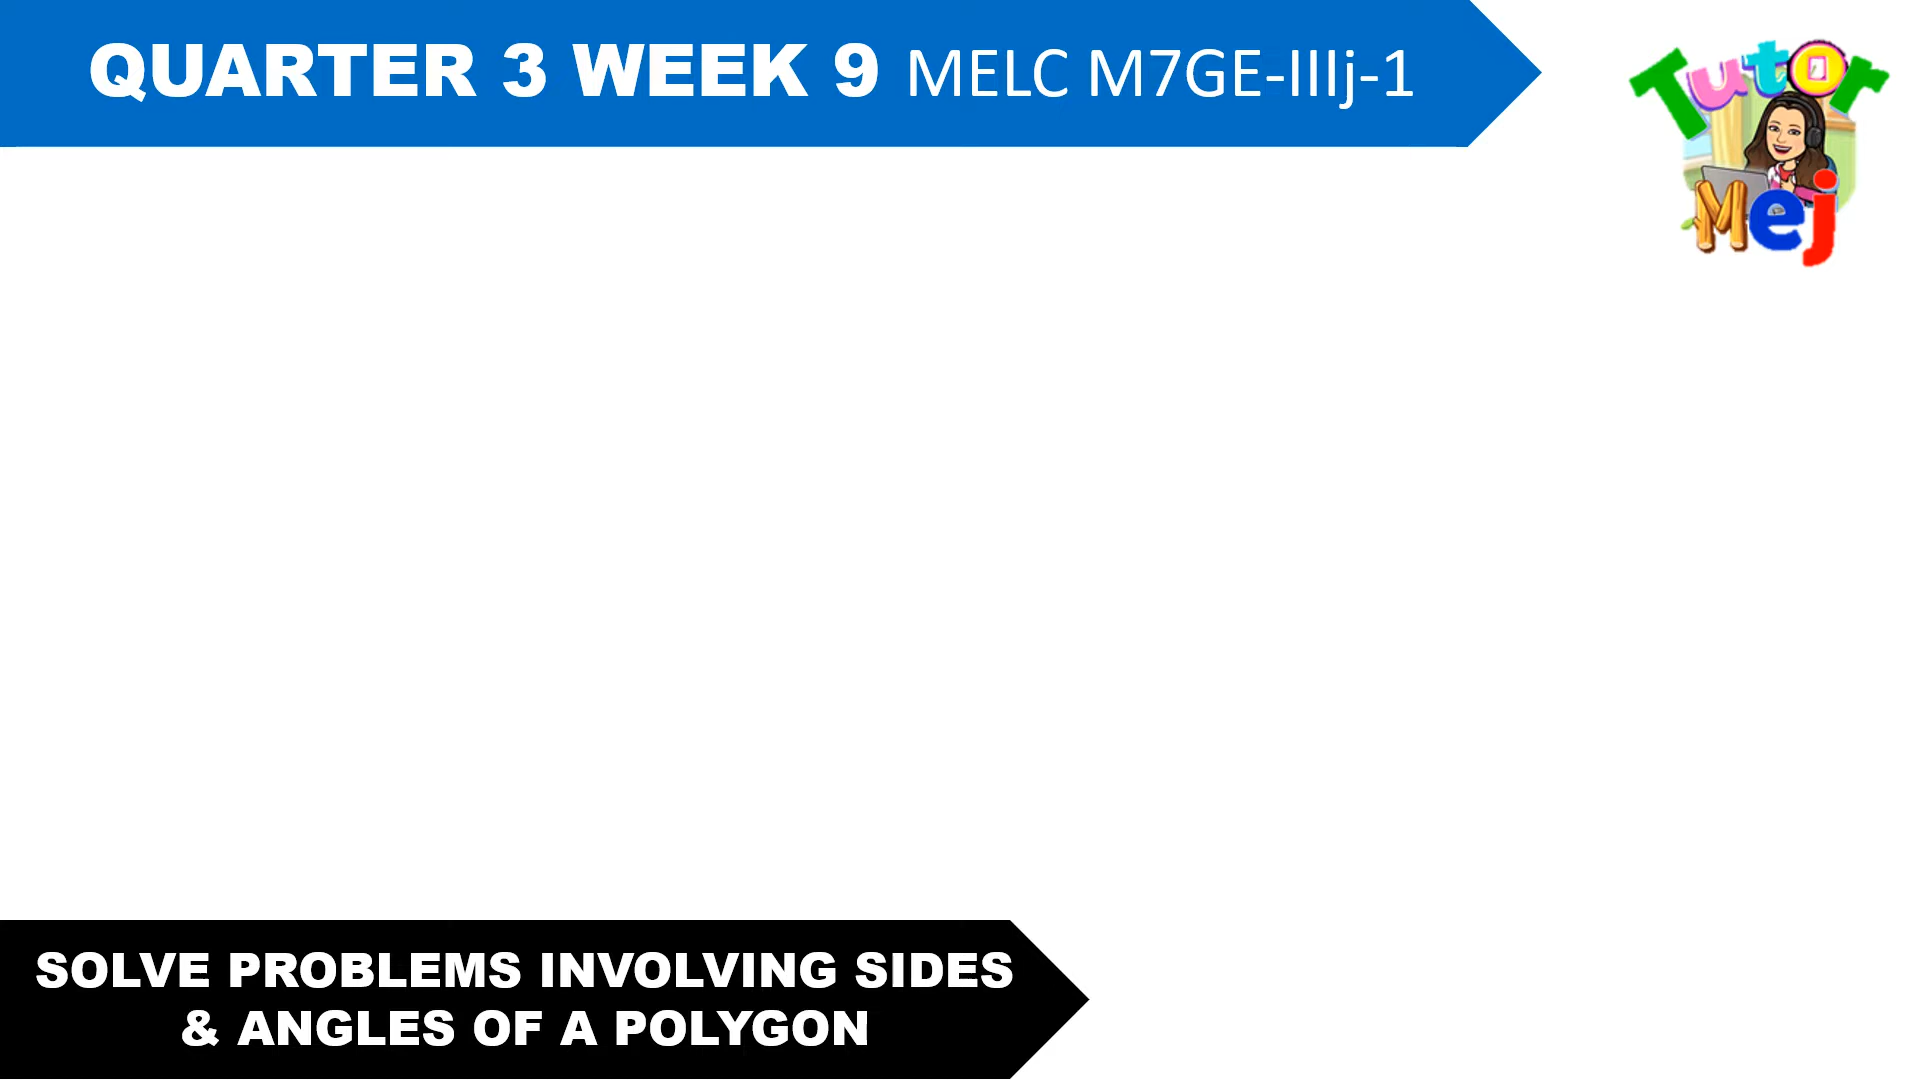 QUARTER 3 WEEK 9 MELC M7GE-IIIj-1
Tutor
Mej
SOLVE PROBLEMS INVOLVING SIDES
& ANGLES OF A POLYGON